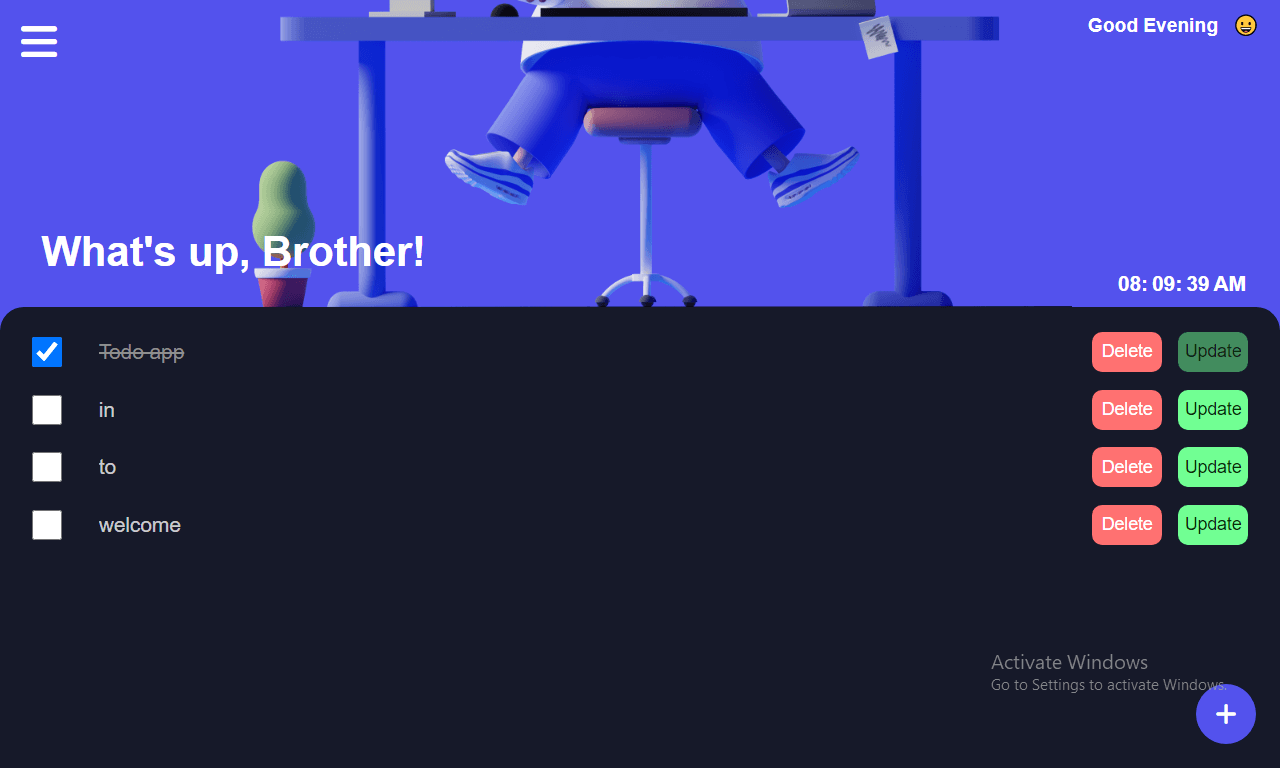 Good Evening 😀
What's up, Brother!
08: 09: 39 AM
Todo app Delete Update
in Delete Update
to Delete Update
welcome Delete Update
Activate Windows
Go to Settings to activate Windows.
+